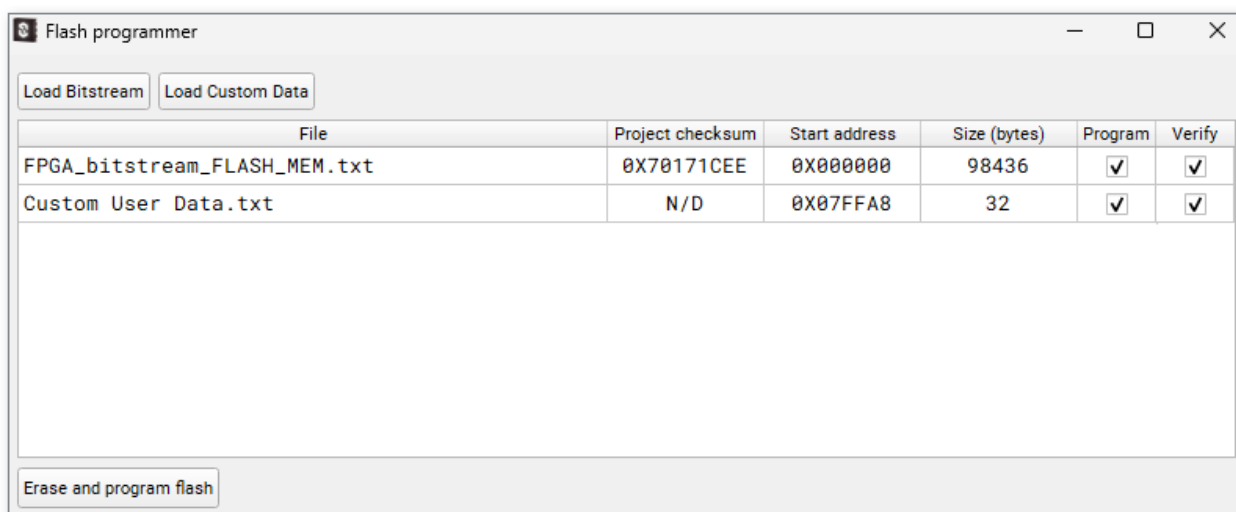 Flash programmer
Load Bitstream Load Custom Data
File Project checksum Start address Size (bytes) Program Verify
FPGA_bitstream_FLASH_MEM.txt 0X70171CEE 0X000000 98436
Custom User Data.txt N/D 0X07FFA8 32
Erase and program flash